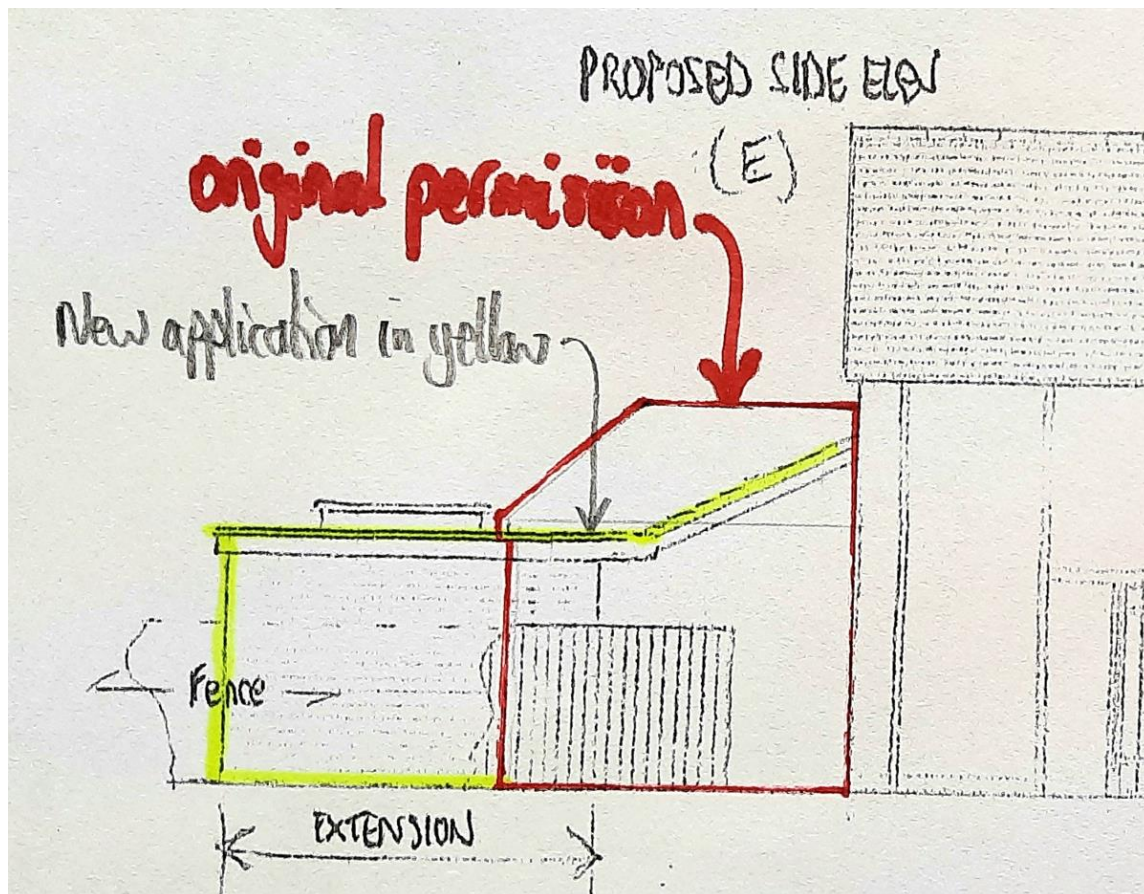 PROPOSED SIDE ELEV
(E)
original permission
New application in yellow
Fence
EXTENSION